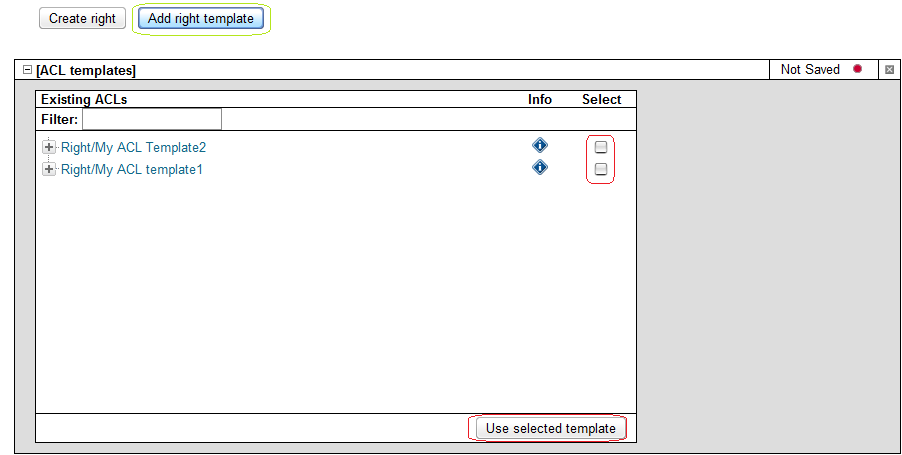 Create right Add right template
[ACL templates] Not Saved
Existing ACLs Info Select
Filter:
Right/My ACL Template2
Right/My ACL template1
Use selected template